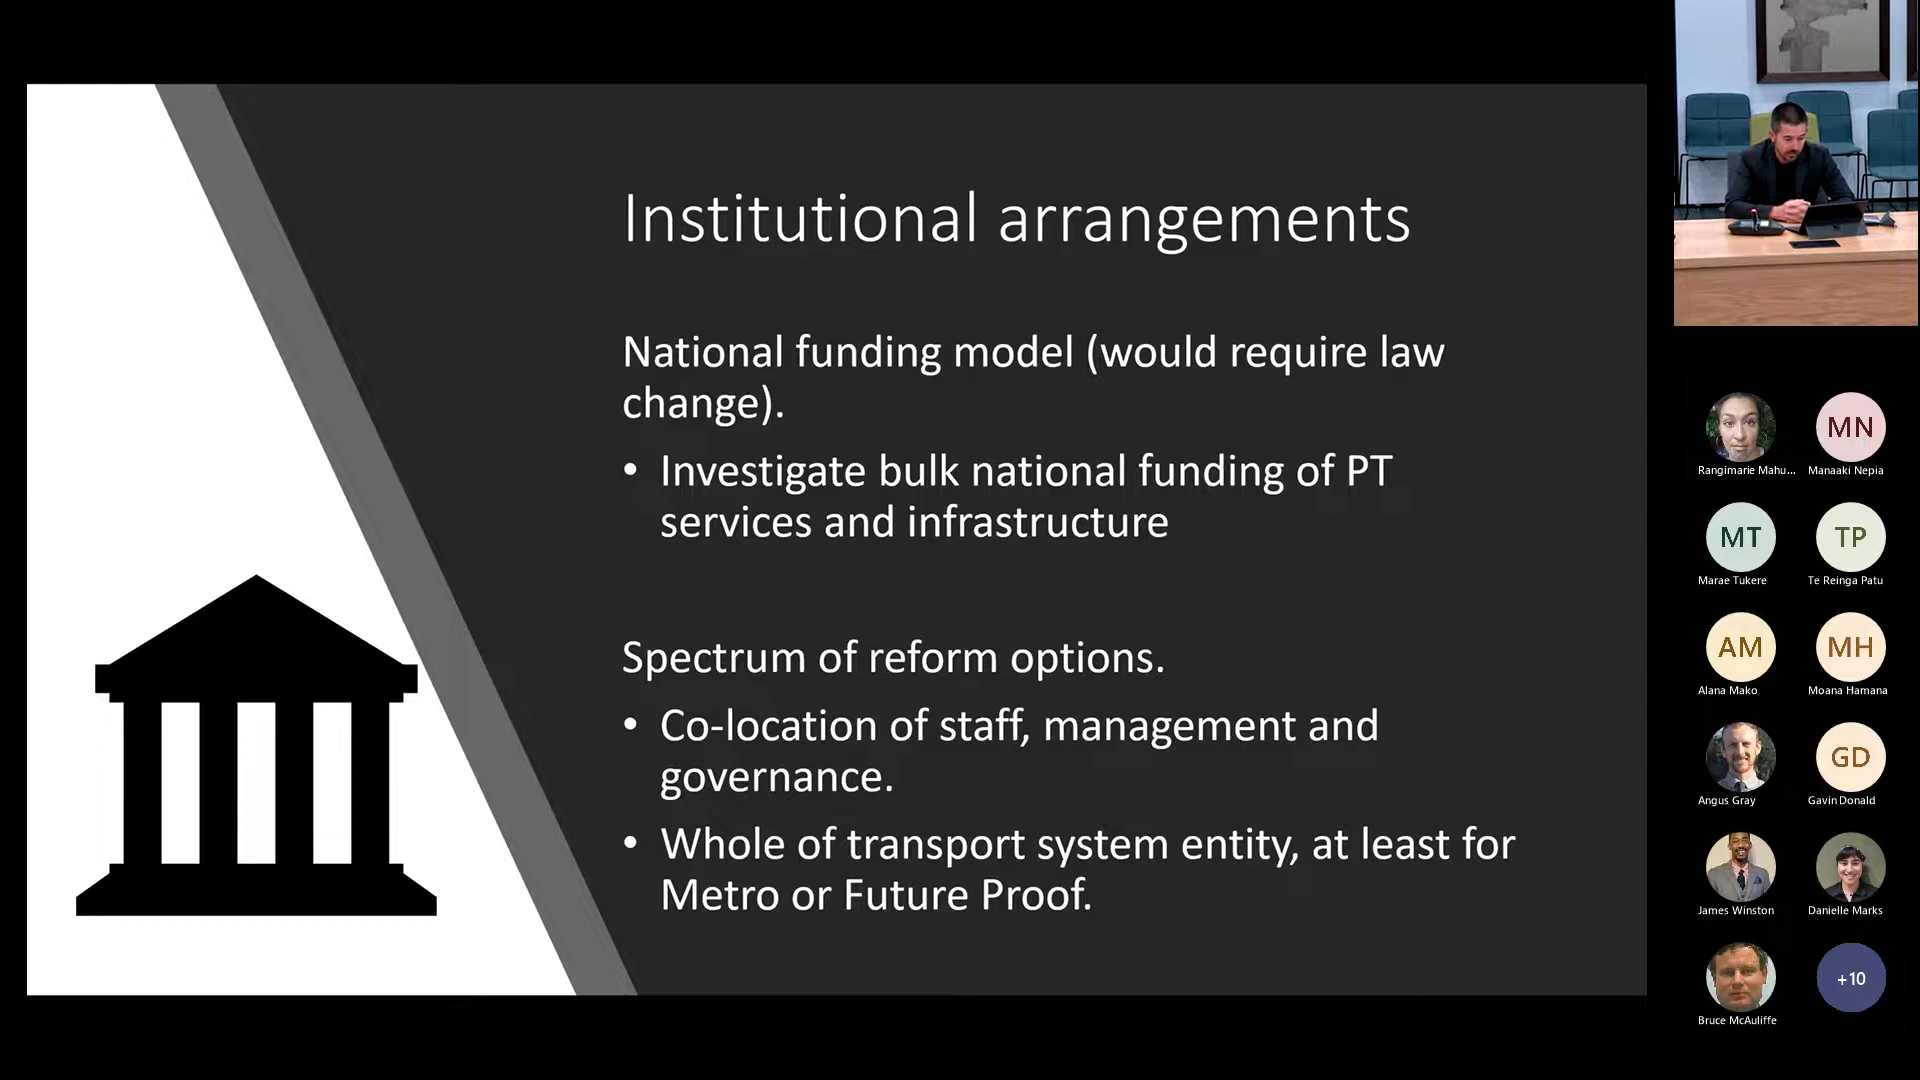 Institutional arrangements
National funding model (would require law
change).
• Investigate bulk national funding of PT
services and infrastructure
Spectrum of reform options.
• Co-location of staff, management and
governance.
• Whole of transport system entity, at least for
Metro or Future Proof.
Rangimarie Mahu...
MN
Manaaki Nepia
MT
Marae Tukere
TP
Te Reinga Patu
AM
Alana Mako
MH
Moana Hamana
Angus Gray
GD
Gavin Donald
James Winston
Danielle Marks
Bruce McAuliffe
+10